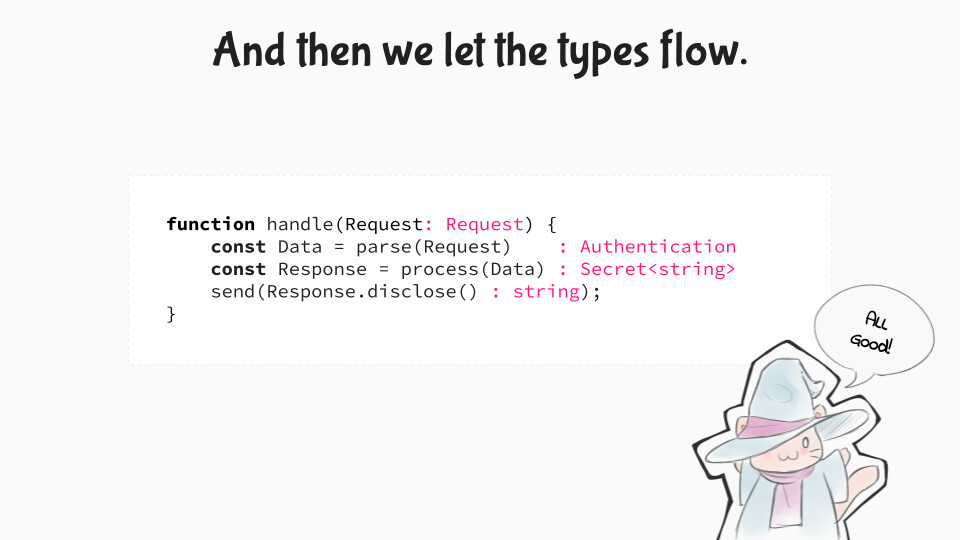 And then we let the types flow.
function handle(Request: Request) {
    const Data = parse(Request)    : Authentication
    const Response = process(Data) : Secret<string>
    send(Response.disclose() : string);
}
All
Good!